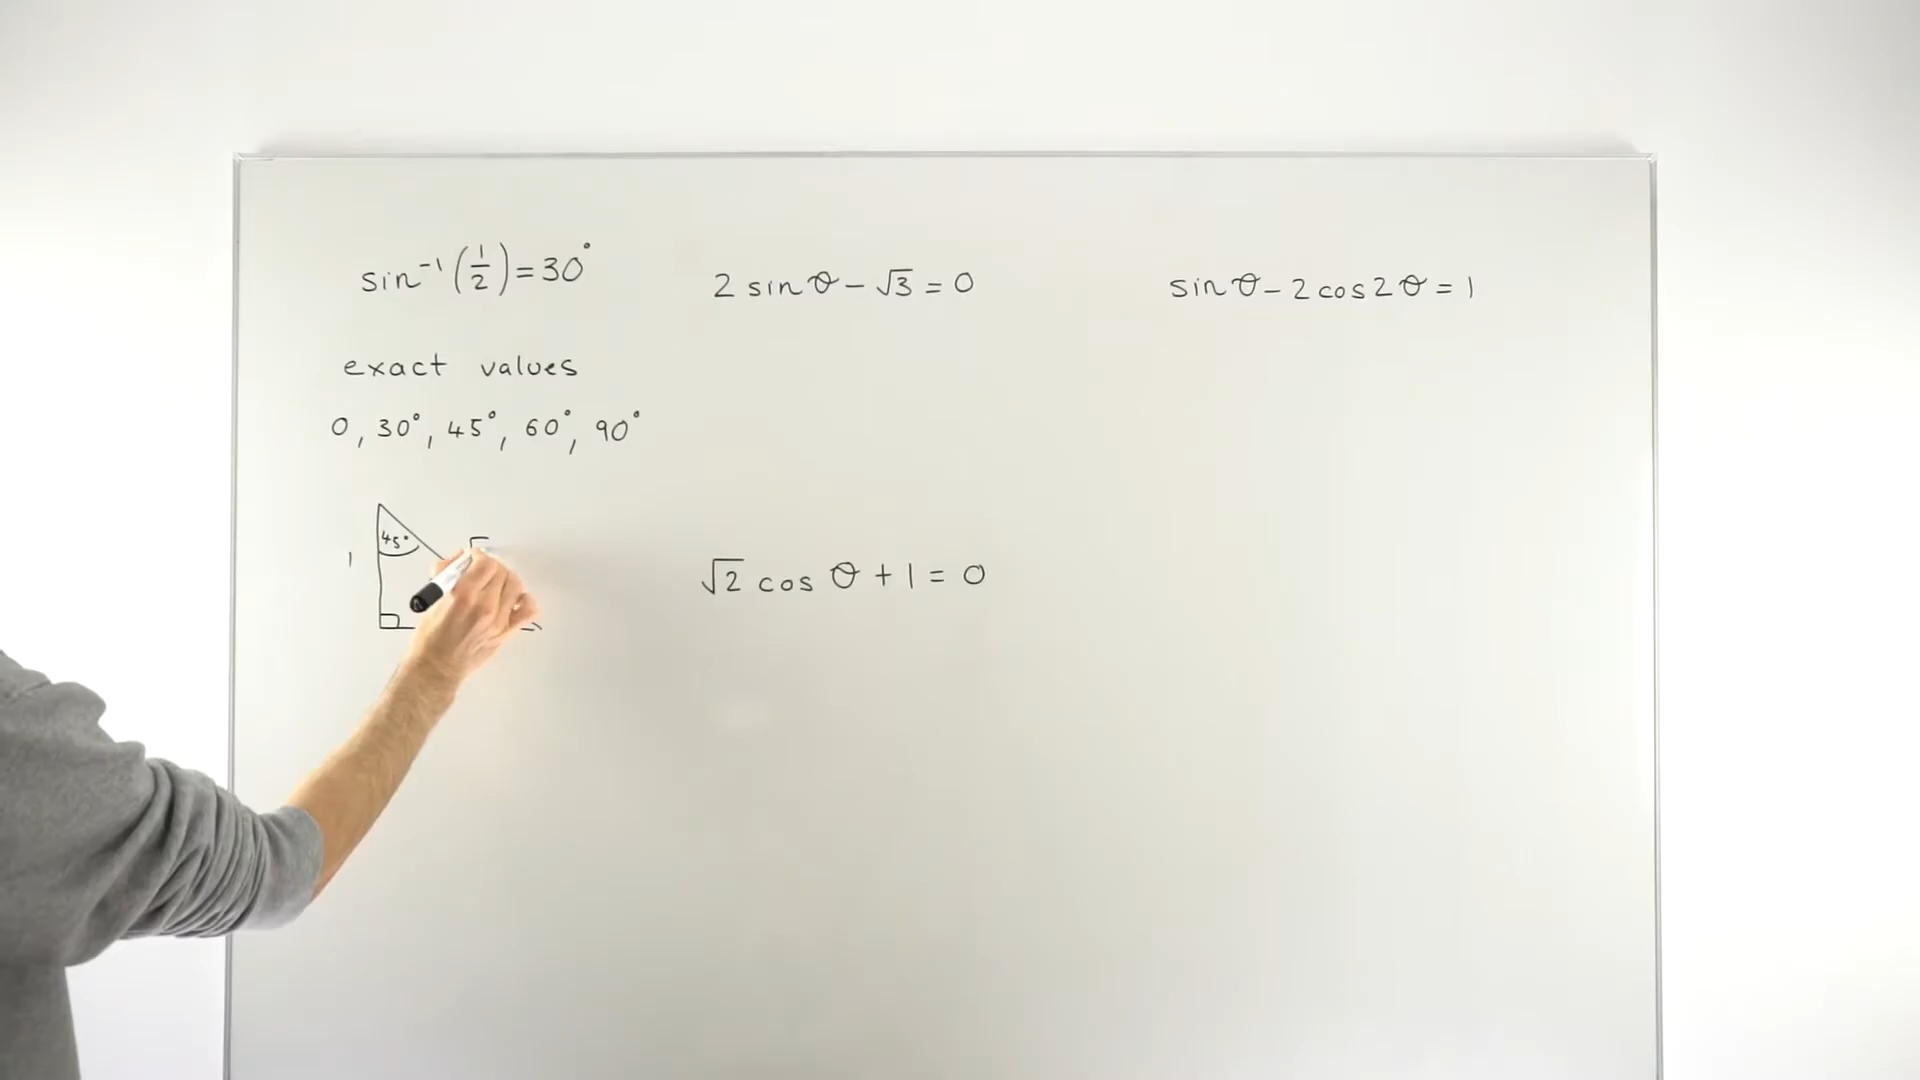 sin⁻¹(1/2) = 30°
exact values
0, 30°, 45°, 60°, 90°
45°
1
2 sin θ − √3 = 0
√2 cos θ + 1 = 0
sin θ − 2 cos 2θ = 1